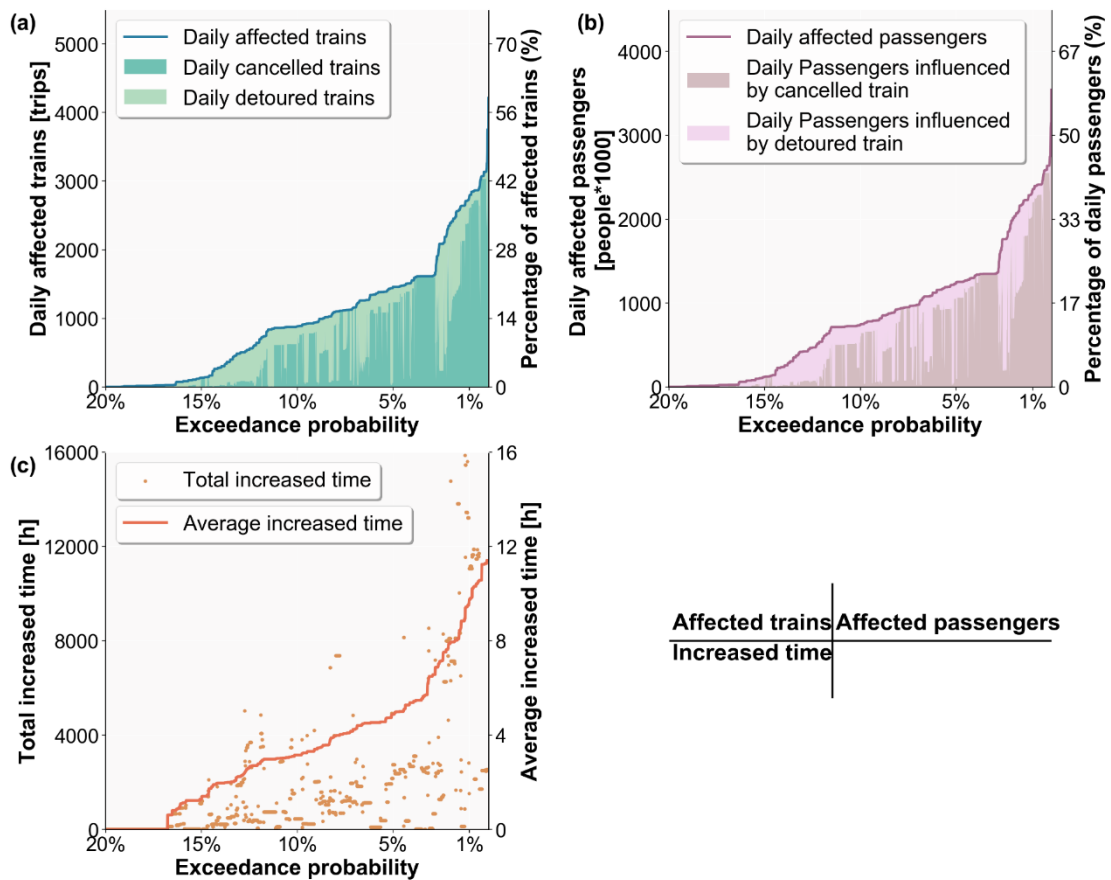 (a)
Daily affected trains
Daily cancelled trains
Daily detoured trains
Daily affected trains [trips]
5000
4000
3000
2000
1000
0
70
56
42
28
14
0
Percentage of affected trains (%)
20%
15%
10%
5%
1%
Exceedance probability
(b)
Daily affected passengers
Daily Passengers influenced
by cancelled train
Daily Passengers influenced
by detoured train
Daily affected passengers
[people*1000]
4000
3000
2000
1000
0
67
50
33
17
0
Percentage of daily passengers (%)
20%
15%
10%
5%
1%
Exceedance probability
(c)
Total increased time
Average increased time
Total increased time [h]
16000
12000
8000
4000
0
16
12
8
4
0
Average increased time [h]
20%
15%
10%
5%
1%
Exceedance probability
Affected trains
Affected passengers
Increased time